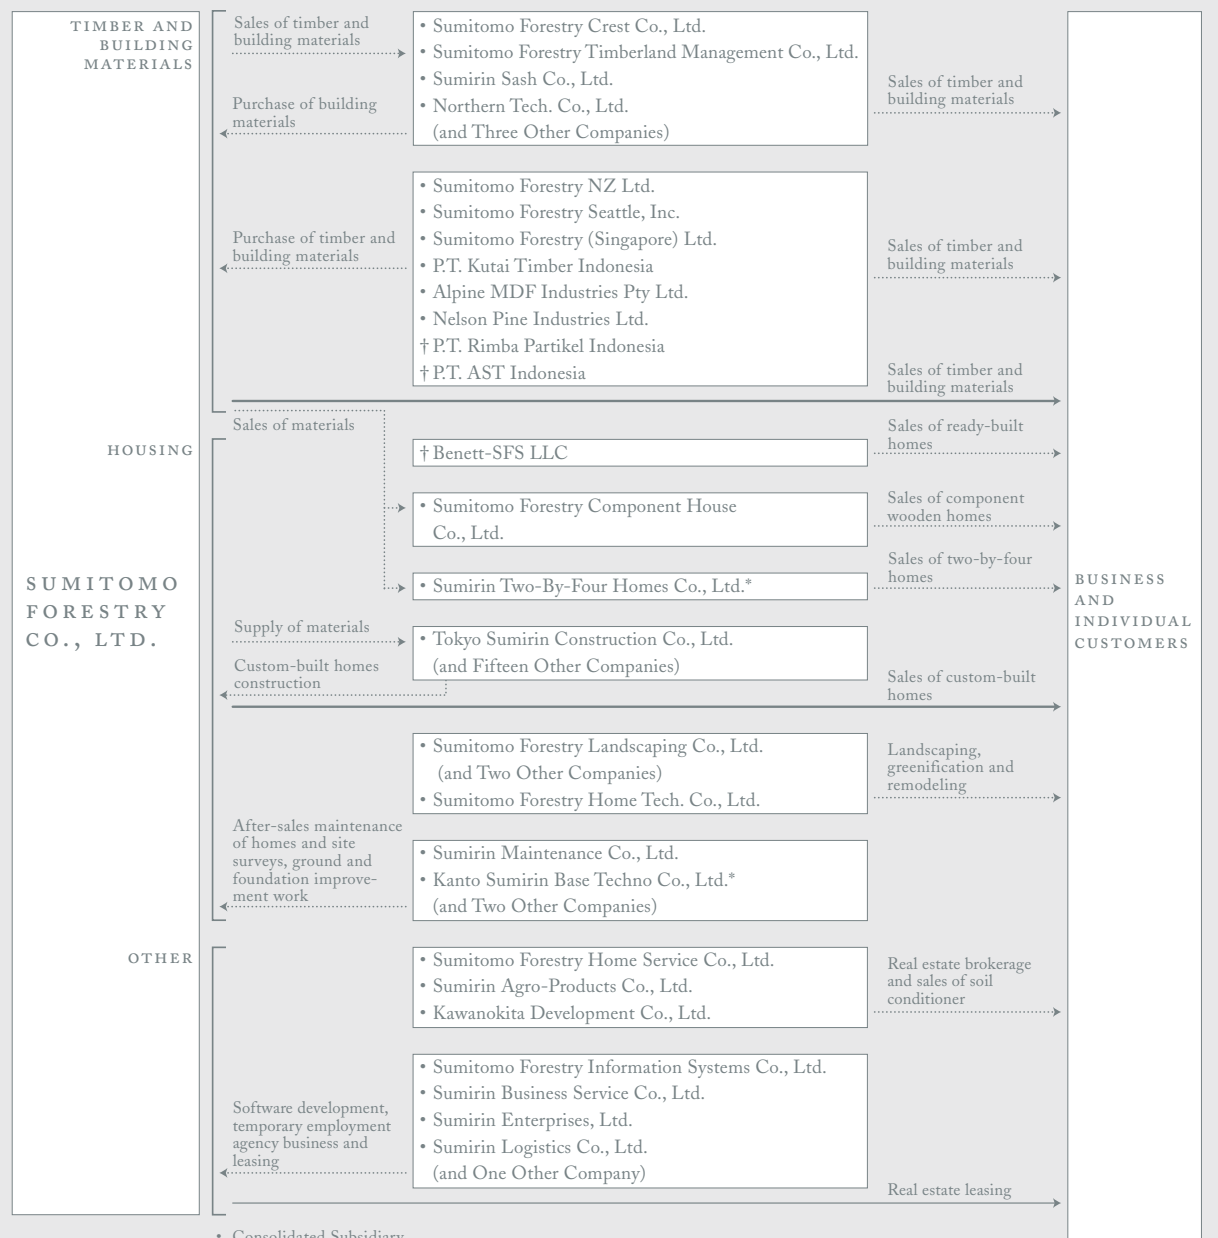 TIMBER AND
BUILDING
MATERIALS
Sales of timber and
building materials
Purchase of building
materials
• Sumitomo Forestry Crest Co., Ltd.
• Sumitomo Forestry Timberland Management Co., Ltd.
• Sumirin Sash Co., Ltd.
• Northern Tech. Co., Ltd.
(and Three Other Companies)
Sales of timber and
building materials
Purchase of timber and
building materials
• Sumitomo Forestry NZ Ltd.
• Sumitomo Forestry Seattle, Inc.
• Sumitomo Forestry (Singapore) Ltd.
• P.T. Kutai Timber Indonesia
• Alpine MDF Industries Pty Ltd.
• Nelson Pine Industries Ltd.
† P.T. Rimba Partikel Indonesia
† P.T. AST Indonesia
Sales of timber and
building materials
Sales of timber and
building materials
Sales of materials
HOUSING
† Benett-SFS LLC
Sales of ready-built
homes
• Sumitomo Forestry Component House
Co., Ltd.
Sales of component
wooden homes
• Sumirin Two-By-Four Homes Co., Ltd.*
Sales of two-by-four
homes
SUMITOMO
FORESTRY
CO., LTD.
BUSINESS
AND
INDIVIDUAL
CUSTOMERS
Supply of materials
Custom-built homes
construction
• Tokyo Sumirin Construction Co., Ltd.
(and Fifteen Other Companies)
Sales of custom-built
homes
• Sumitomo Forestry Landscaping Co., Ltd.
(and Two Other Companies)
• Sumitomo Forestry Home Tech. Co., Ltd.
Landscaping,
greenification and
remodeling
After-sales maintenance
of homes and site
surveys, ground and
foundation improve-
ment work
• Sumirin Maintenance Co., Ltd.
• Kanto Sumirin Base Techno Co., Ltd.*
(and Two Other Companies)
OTHER
• Sumitomo Forestry Home Service Co., Ltd.
• Sumirin Agro-Products Co., Ltd.
• Kawanokita Development Co., Ltd.
Real estate brokerage
and sales of soil
conditioner
Software development,
temporary employment
agency business and
leasing
• Sumitomo Forestry Information Systems Co., Ltd.
• Sumirin Business Service Co., Ltd.
• Sumirin Enterprises, Ltd.
• Sumirin Logistics Co., Ltd.
(and One Other Company)
Real estate leasing
• Consolidated Subsidiary